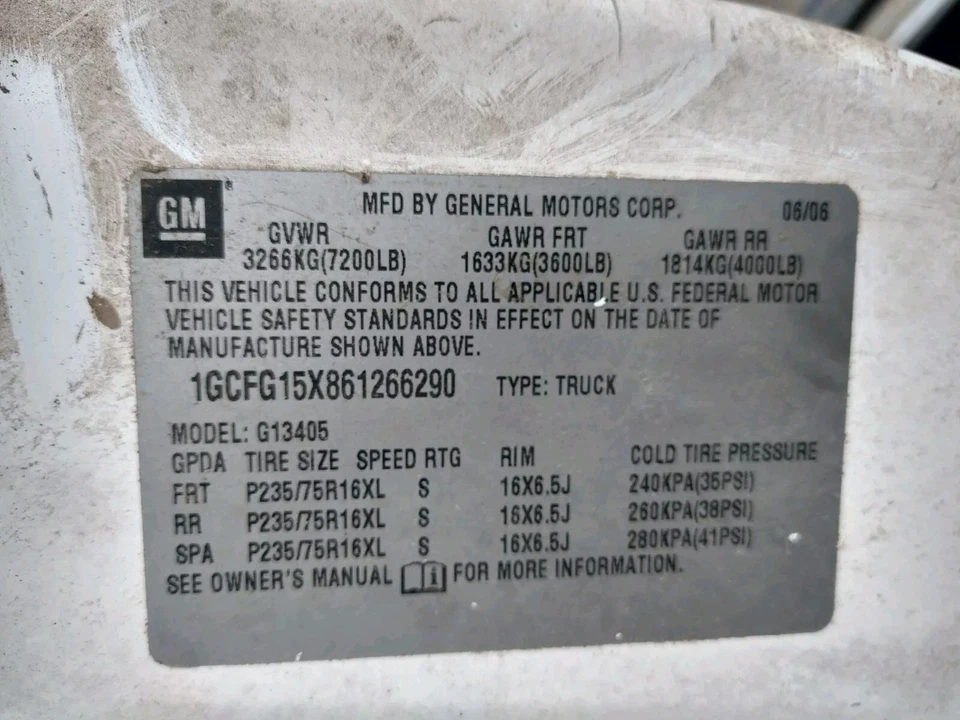 GM ® MFD BY GENERAL MOTORS CORP. 06/06
GVWR GAWR FRT GAWR RR
3266KG(7200LB) 1633KG(3600LB) 1814KG(4000LB)
THIS VEHICLE CONFORMS TO ALL APPLICABLE U.S. FEDERAL MOTOR
VEHICLE SAFETY STANDARDS IN EFFECT ON THE DATE OF
MANUFACTURE SHOWN ABOVE.
1GCFG15X861266290 TYPE: TRUCK
MODEL: G13405
GPDA TIRE SIZE SPEED RTG RIM COLD TIRE PRESSURE
FRT P235/75R16XL S 16X6.5J 240KPA(35PSI)
RR P235/75R16XL S 16X6.5J 260KPA(38PSI)
SPA P235/75R16XL S 16X6.5J 280KPA(41PSI)
SEE OWNER'S MANUAL i FOR MORE INFORMATION.